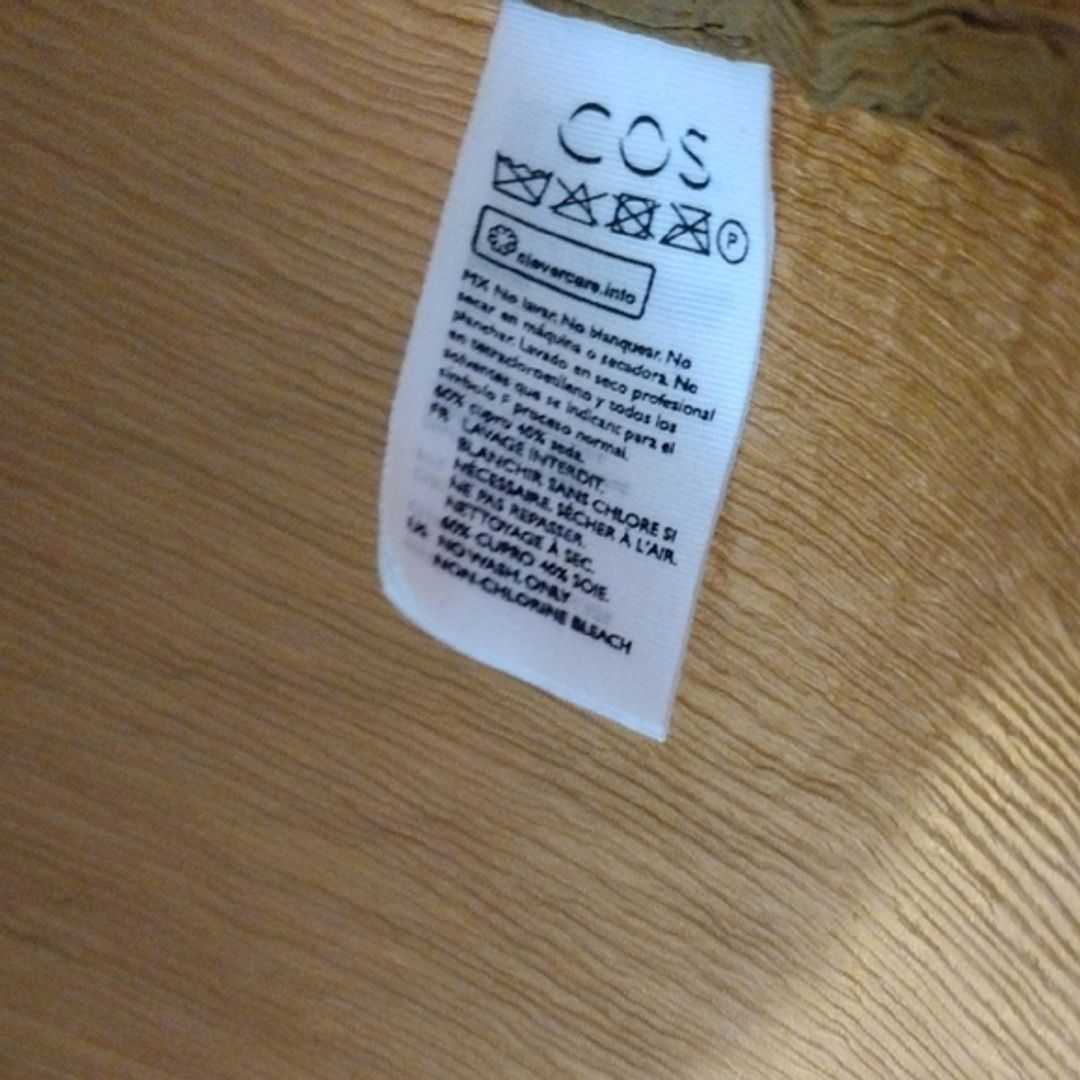 COS
P
clevercare.info
MX No lavar. No blanquear. No
secar en máquina o secadora. No
planchar. Lavado en seco profesional
en tetracloroetileno y todos los
solventes que se indican para el
símbolo F proceso normal.
60% cupro 40% seda.
FR LAVAGE INTERDIT.
BLANCHIR SANS CHLORE SI
NÉCESSAIRE. SÉCHER À L'AIR.
NE PAS REPASSER.
NETTOYAGE À SEC.
60% CUPRO 40% SOIE.
US NO WASH. ONLY
NON-CHLORINE BLEACH